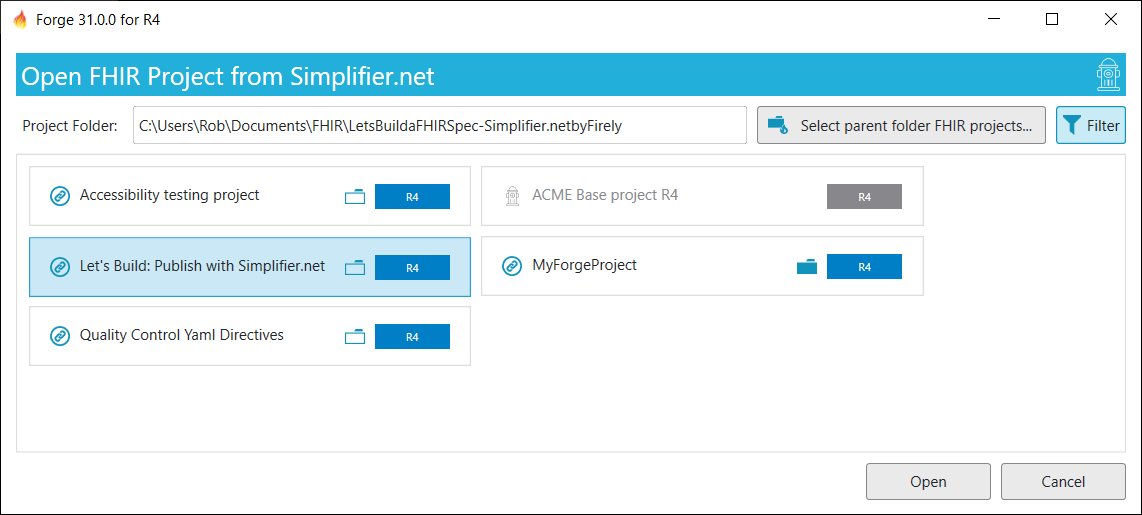 Forge 31.0.0 for R4
Open FHIR Project from Simplifier.net
Project Folder: C:\Users\Rob\Documents\FHIR\LetsBuildaFHIRSpec-Simplifier.netbyFirely Select parent folder FHIR projects... Filter
Accessibility testing project R4 ACME Base project R4 R4
Let's Build: Publish with Simplifier.net R4 MyForgeProject R4
Quality Control Yaml Directives R4
Open Cancel